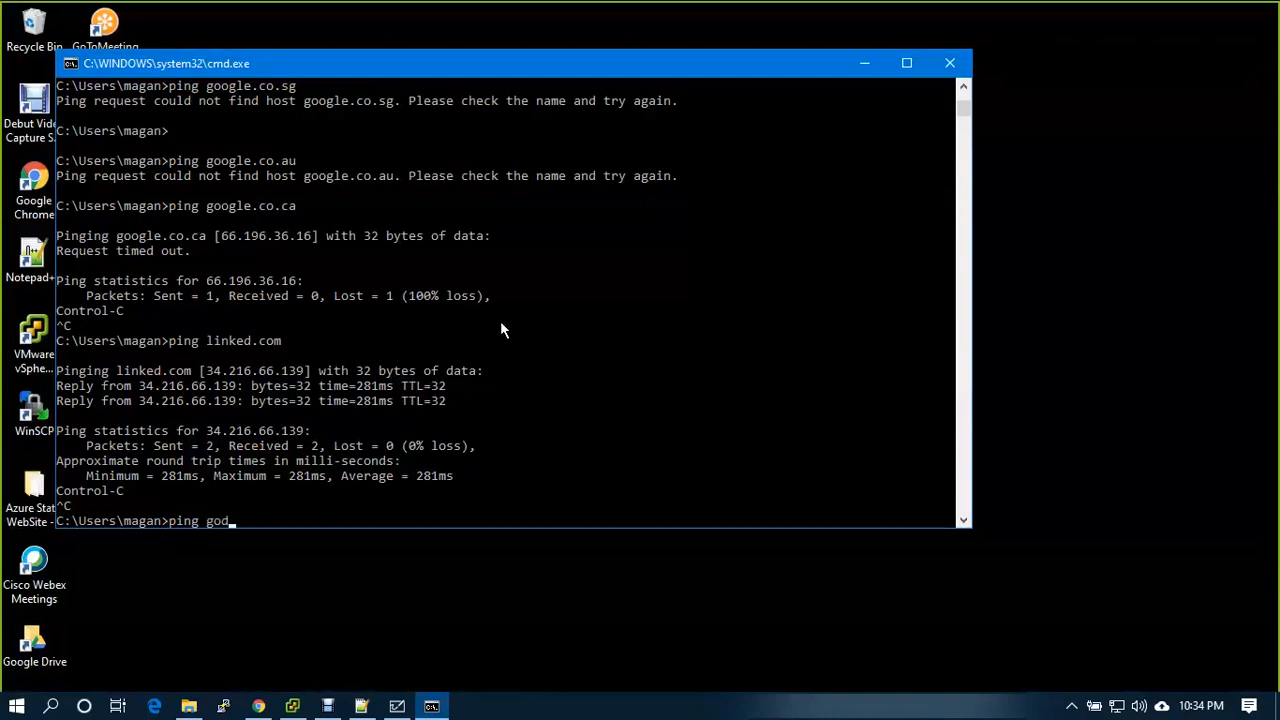 Recycle Bin
GoToMeeting
C:\WINDOWS\system32\cmd.exe
C:\Users\magan>ping google.co.sg
Ping request could not find host google.co.sg. Please check the name and try again.
C:\Users\magan>
C:\Users\magan>ping google.co.au
Ping request could not find host google.co.au. Please check the name and try again.
C:\Users\magan>ping google.co.ca
Pinging google.co.ca [66.196.36.16] with 32 bytes of data:
Request timed out.
Ping statistics for 66.196.36.16:
Packets: Sent = 1, Received = 0, Lost = 1 (100% loss),
Control-C
^C
C:\Users\magan>ping linked.com
Pinging linked.com [34.216.66.139] with 32 bytes of data:
Reply from 34.216.66.139: bytes=32 time=281ms TTL=32
Reply from 34.216.66.139: bytes=32 time=281ms TTL=32
Ping statistics for 34.216.66.139:
Packets: Sent = 2, Received = 2, Lost = 0 (0% loss),
Approximate round trip times in milli-seconds:
Minimum = 281ms, Maximum = 281ms, Average = 281ms
Control-C
^C
C:\Users\magan>ping god
Debut Vide
Capture S.
Google
Chrome
Notepad+
VMware
vSphe...
WinSCP
Azure Stat
WebSite -
Cisco Webex
Meetings
Google Drive
10:34 PM